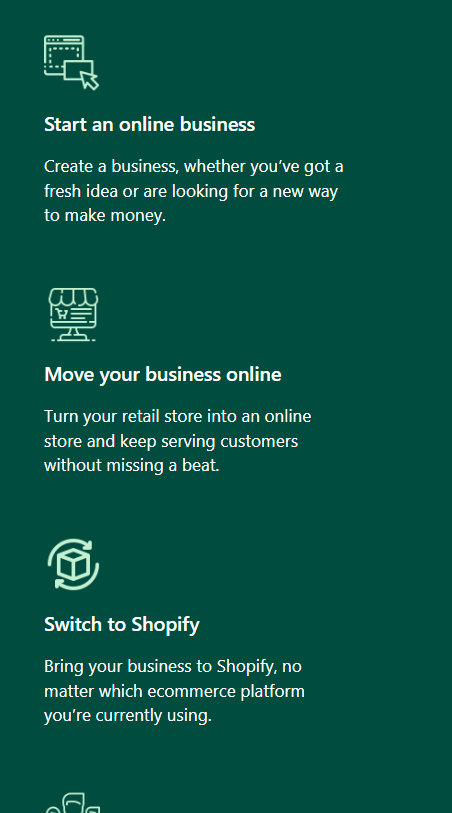 Start an online business
Create a business, whether you’ve got a
fresh idea or are looking for a new way
to make money.
Move your business online
Turn your retail store into an online
store and keep serving customers
without missing a beat.
Switch to Shopify
Bring your business to Shopify, no
matter which ecommerce platform
you’re currently using.